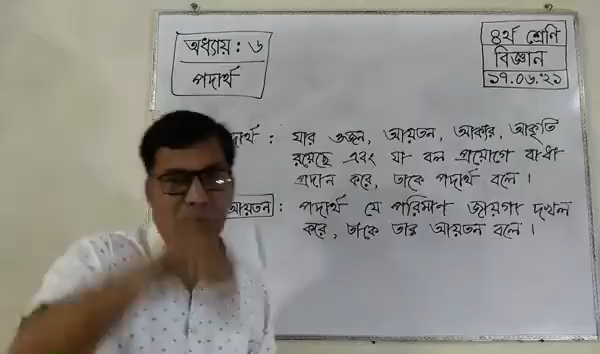 অধ্যায় : ৬
পদার্থ
৪র্থ শ্রেণি
বিজ্ঞান
১৭.০৬.২১
দার্থ : যার ওজন, আয়তন, আকার, আকৃতি
রয়েছে এবং যা বল প্রয়োগে বাধা
প্রদান করে, তাকে পদার্থ বলে ।
আয়তন : পদার্থ যে পরিমাণ জায়গা দখল
করে, তাকে তার আয়তন বলে ।